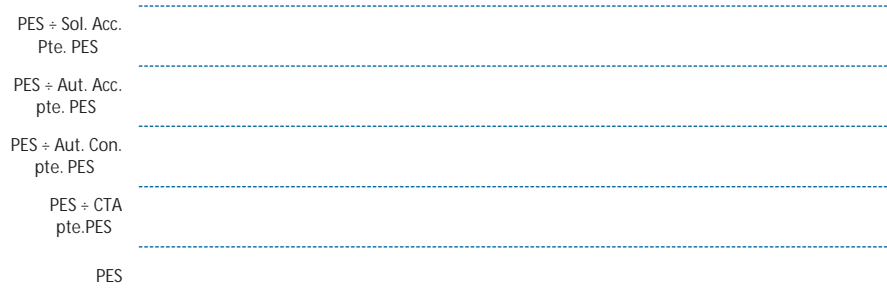 PES ÷ Sol. Acc.
Pte. PES
PES ÷ Aut. Acc.
pte. PES
PES ÷ Aut. Con.
pte. PES
PES ÷ CTA
pte.PES
PES